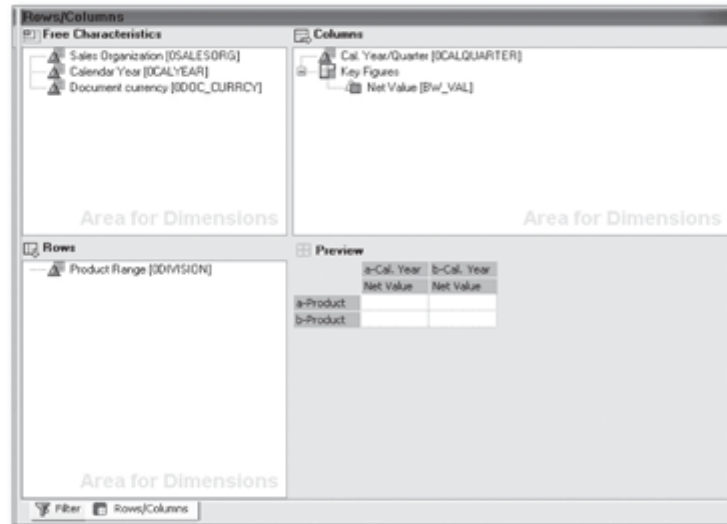 Rows/Columns
Free Characteristics
Sales Organization [0SALESORG]
Calendar Year [0CALYEAR]
Document currency [0DOC_CURRCY]
Area for Dimensions
Columns
Cal. Year/Quarter [0CALQUARTER]
Key Figures
Net Value [BW_VAL]
Area for Dimensions
Rows
Product Range [0DIVISION]
Area for Dimensions
Preview
a-Cal. Year b-Cal. Year
Net Value Net Value
a-Product
b-Product
Filter Rows/Columns